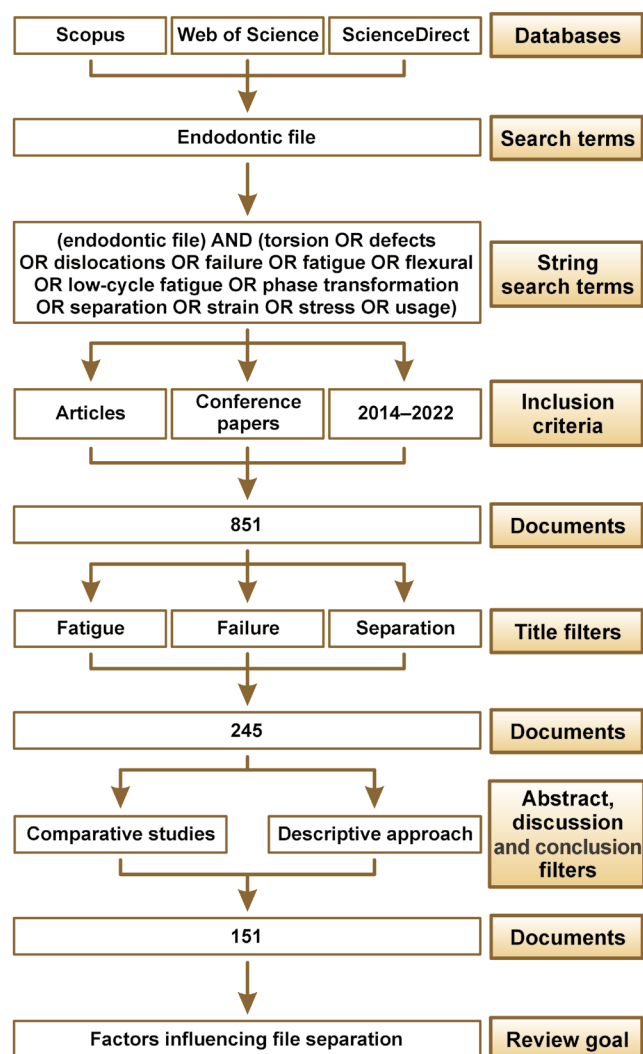 Scopus
Web of Science
ScienceDirect
Databases
Endodontic file
Search terms
(endodontic file) AND (torsion OR defects
OR dislocations OR failure OR fatigue OR flexural
OR low-cycle fatigue OR phase transformation
OR separation OR strain OR stress OR usage)
String
search terms
Articles
Conference
papers
2014–2022
Inclusion
criteria
851
Documents
Fatigue
Failure
Separation
Title filters
245
Documents
Comparative studies
Descriptive approach
Abstract,
discussion
and conclusion
filters
151
Documents
Factors influencing file separation
Review goal